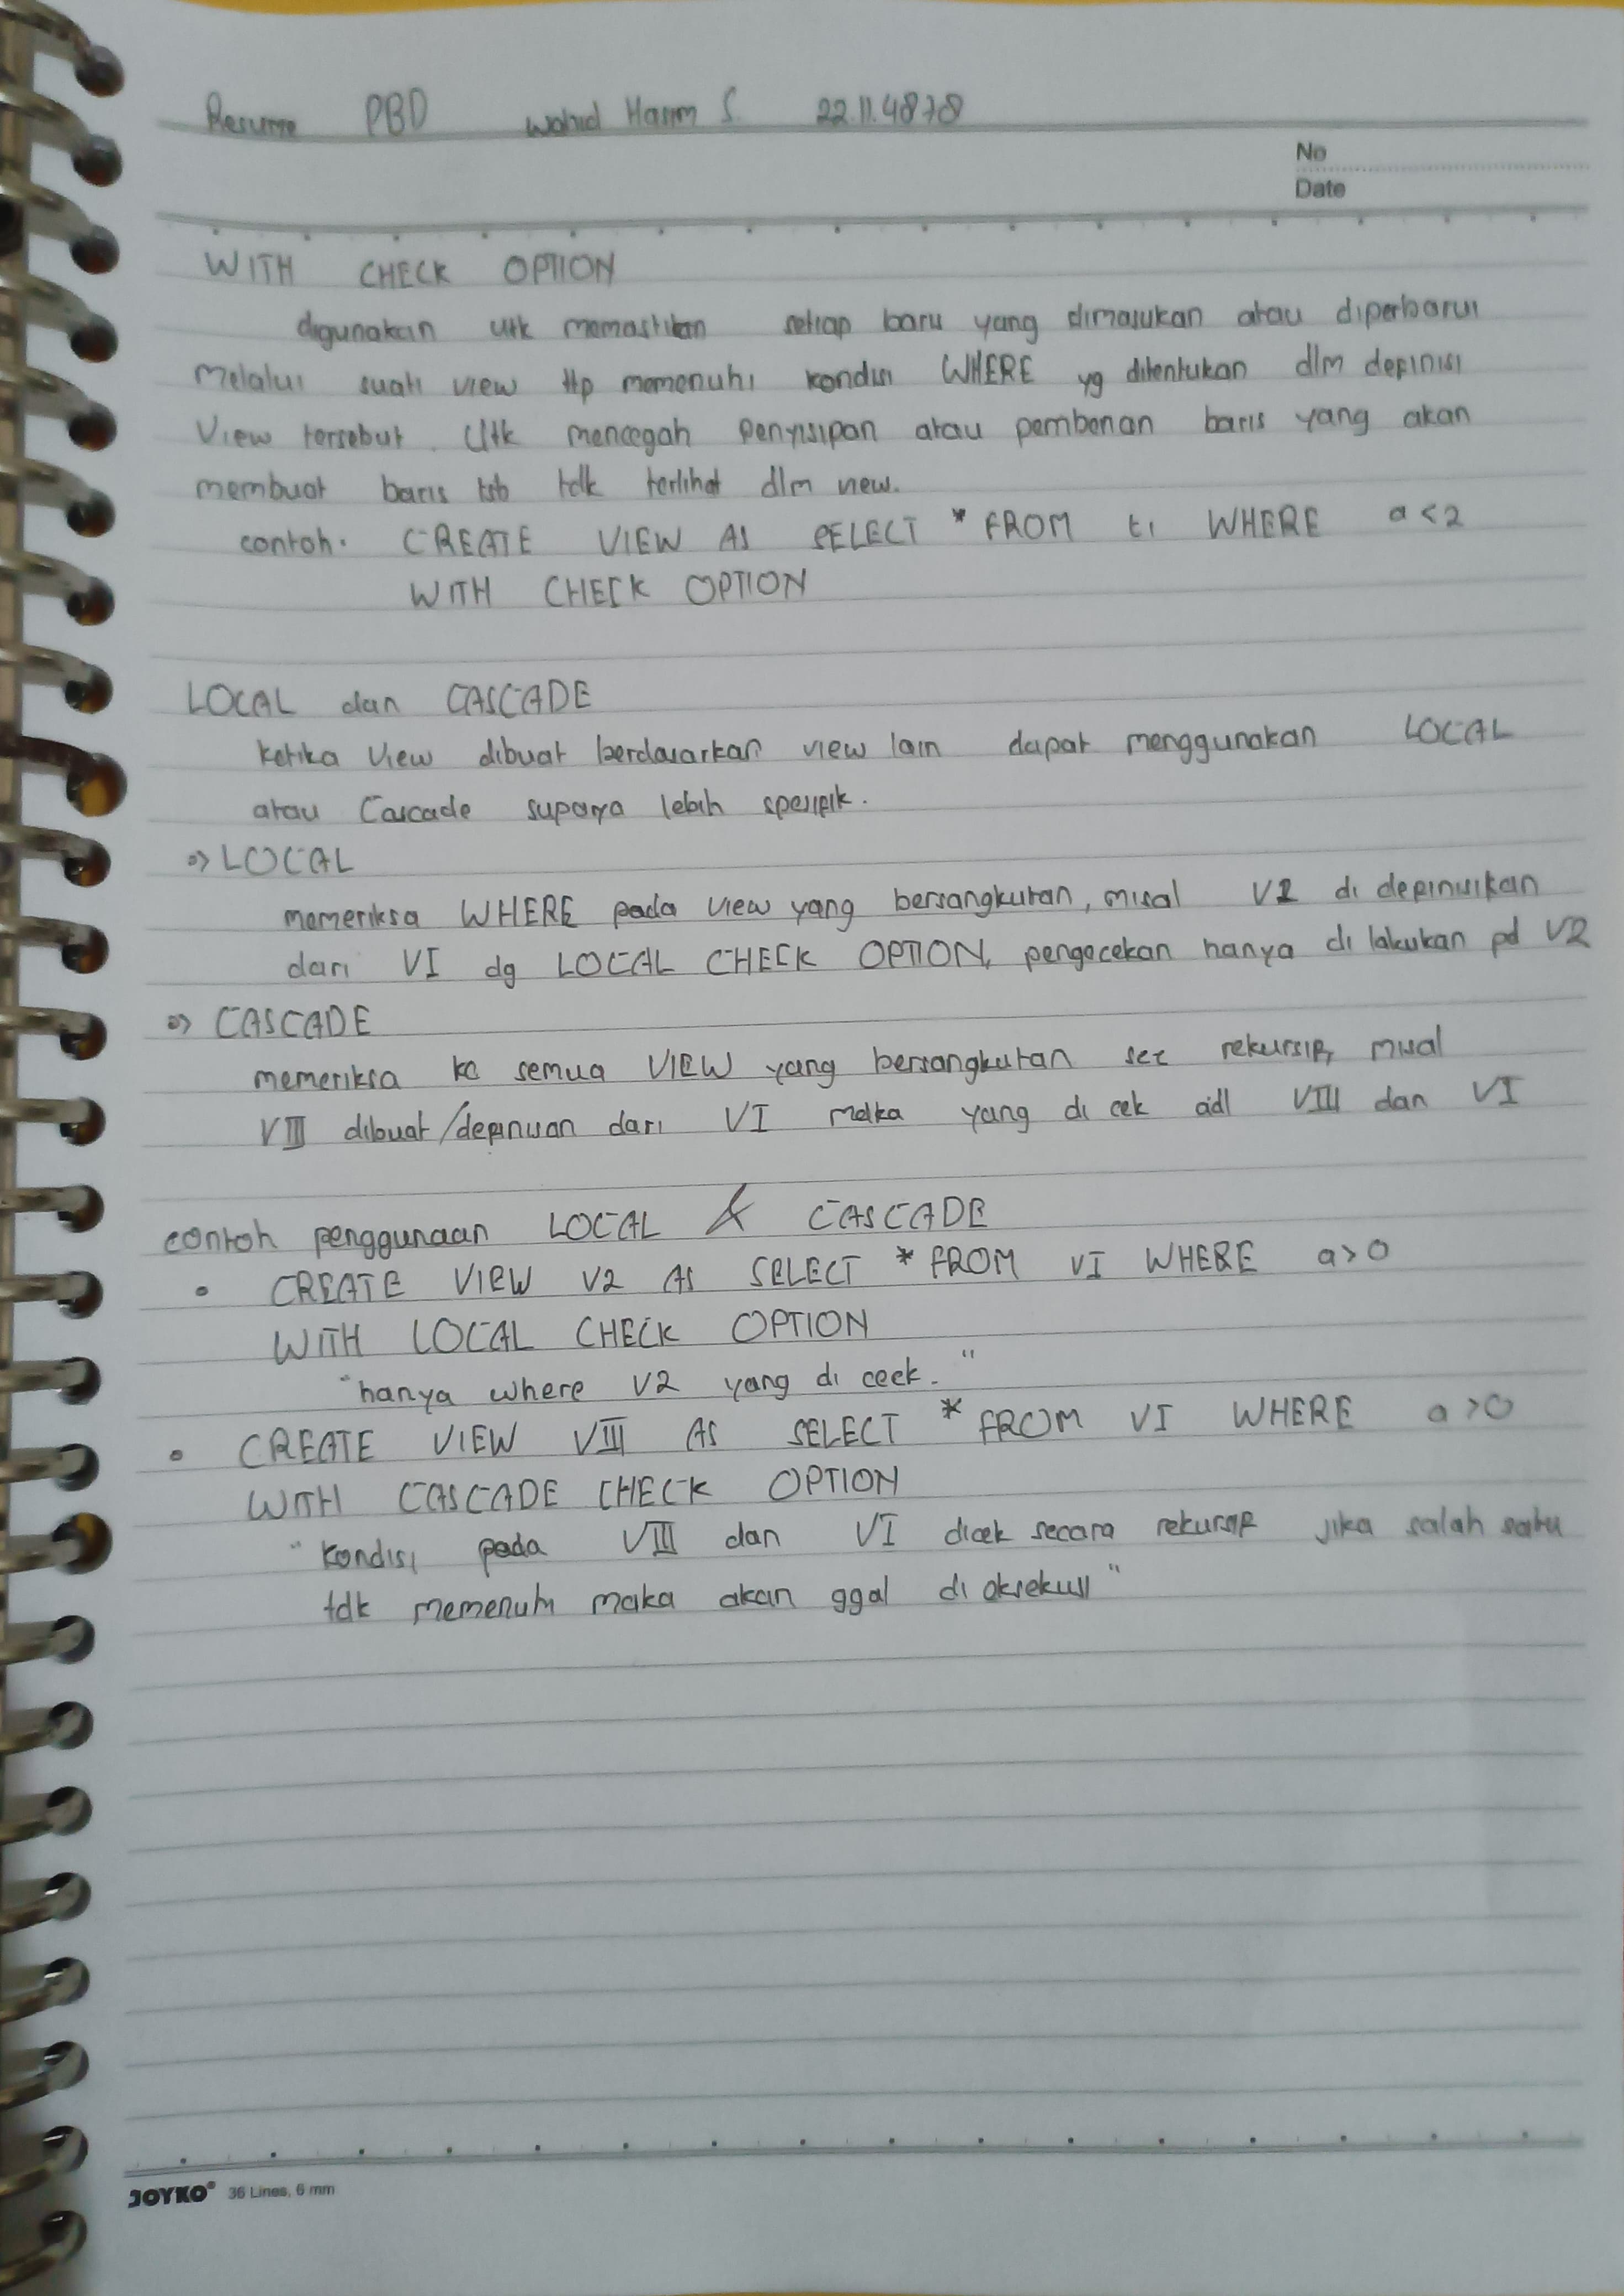 Resume PBD Wahid Hasim S. 22.11.4878
No
Date
WITH CHECK OPTION
digunakan utk memastikan setiap baru yang dimasukan atau diperbarui
Melalui suati view ttp memenuhi kondisi WHERE yg ditentukan dlm depinisi
View tersebut. Utk mencegah penyisipan atau pembenan baris yang akan
membuat baris tsb tdk terlihat dlm view.
contoh. CREATE VIEW AS SELECT * FROM t1 WHERE a < 2
WITH CHECK OPTION
LOCAL dan CASCADE
ketika View dibuat berdasarkan view lain dapat menggunakan LOCAL
atau Cascade supaya lebih spesipik.
=> LOCAL
memeriksa WHERE pada view yang bersangkutan, misal V2 di depinisikan
dari VI dg LOCAL CHECK OPTION, pengecekan hanya di lakukan pd V2
=> CASCADE
memeriksa ke semua VIEW yang bersangkutan sec rekursip, misal
VIII dibuat/depinisan dari VI maka yang di cek adl VIII dan VI
contoh penggunaan LOCAL & CASCADE
• CREATE VIEW V2 AS SELECT * FROM VI WHERE a > 0
WITH LOCAL CHECK OPTION
"hanya where V2 yang di ceek."
• CREATE VIEW VIII AS SELECT * FROM VI WHERE a > 0
WITH CASCADE CHECK OPTION
"kondisi pada VIII dan VI dicek secara rekursip jika salah satu
tdk memenuhi maka akan ggal di eksekusi"
JOYKO 36 Lines, 6 mm